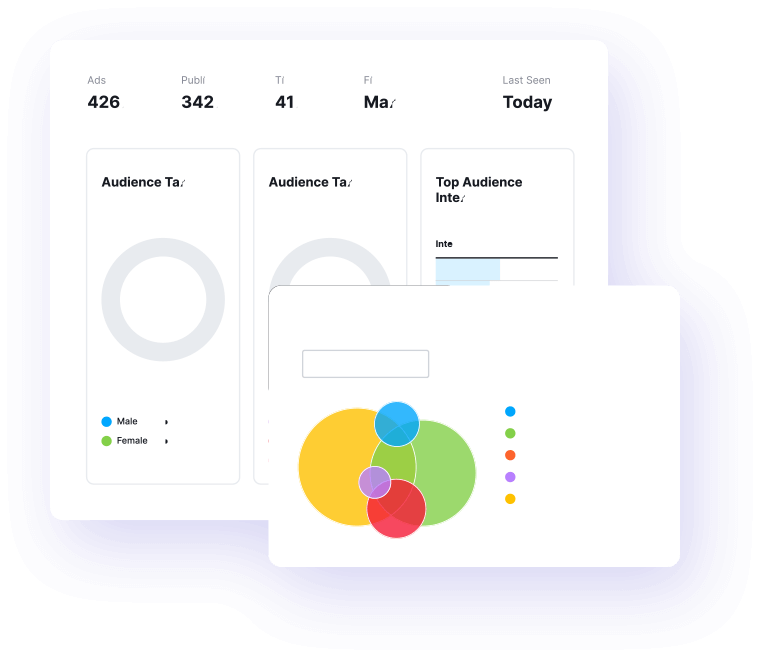 Ads
Publi
Ti
Fi
Last Seen
426
342
41
Ma
Today
Audience Ta
Audience Ta
Top Audience
Inte
Inte
Male
Female